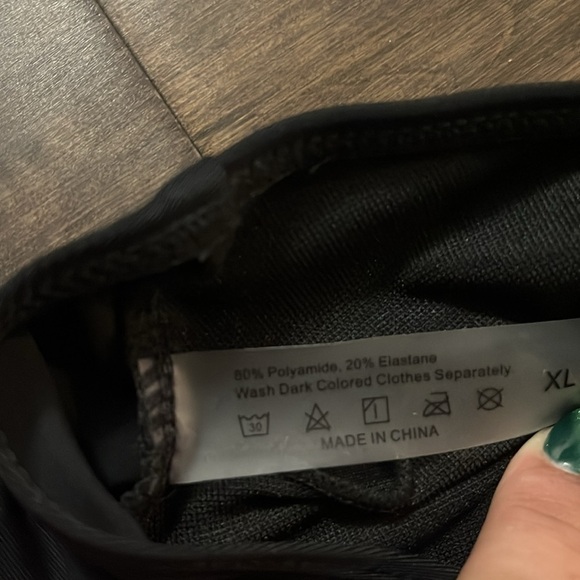 80% Polyamide, 20% Elastane
Wash Dark Colored Clothes Separately
XL
30
MADE IN CHINA